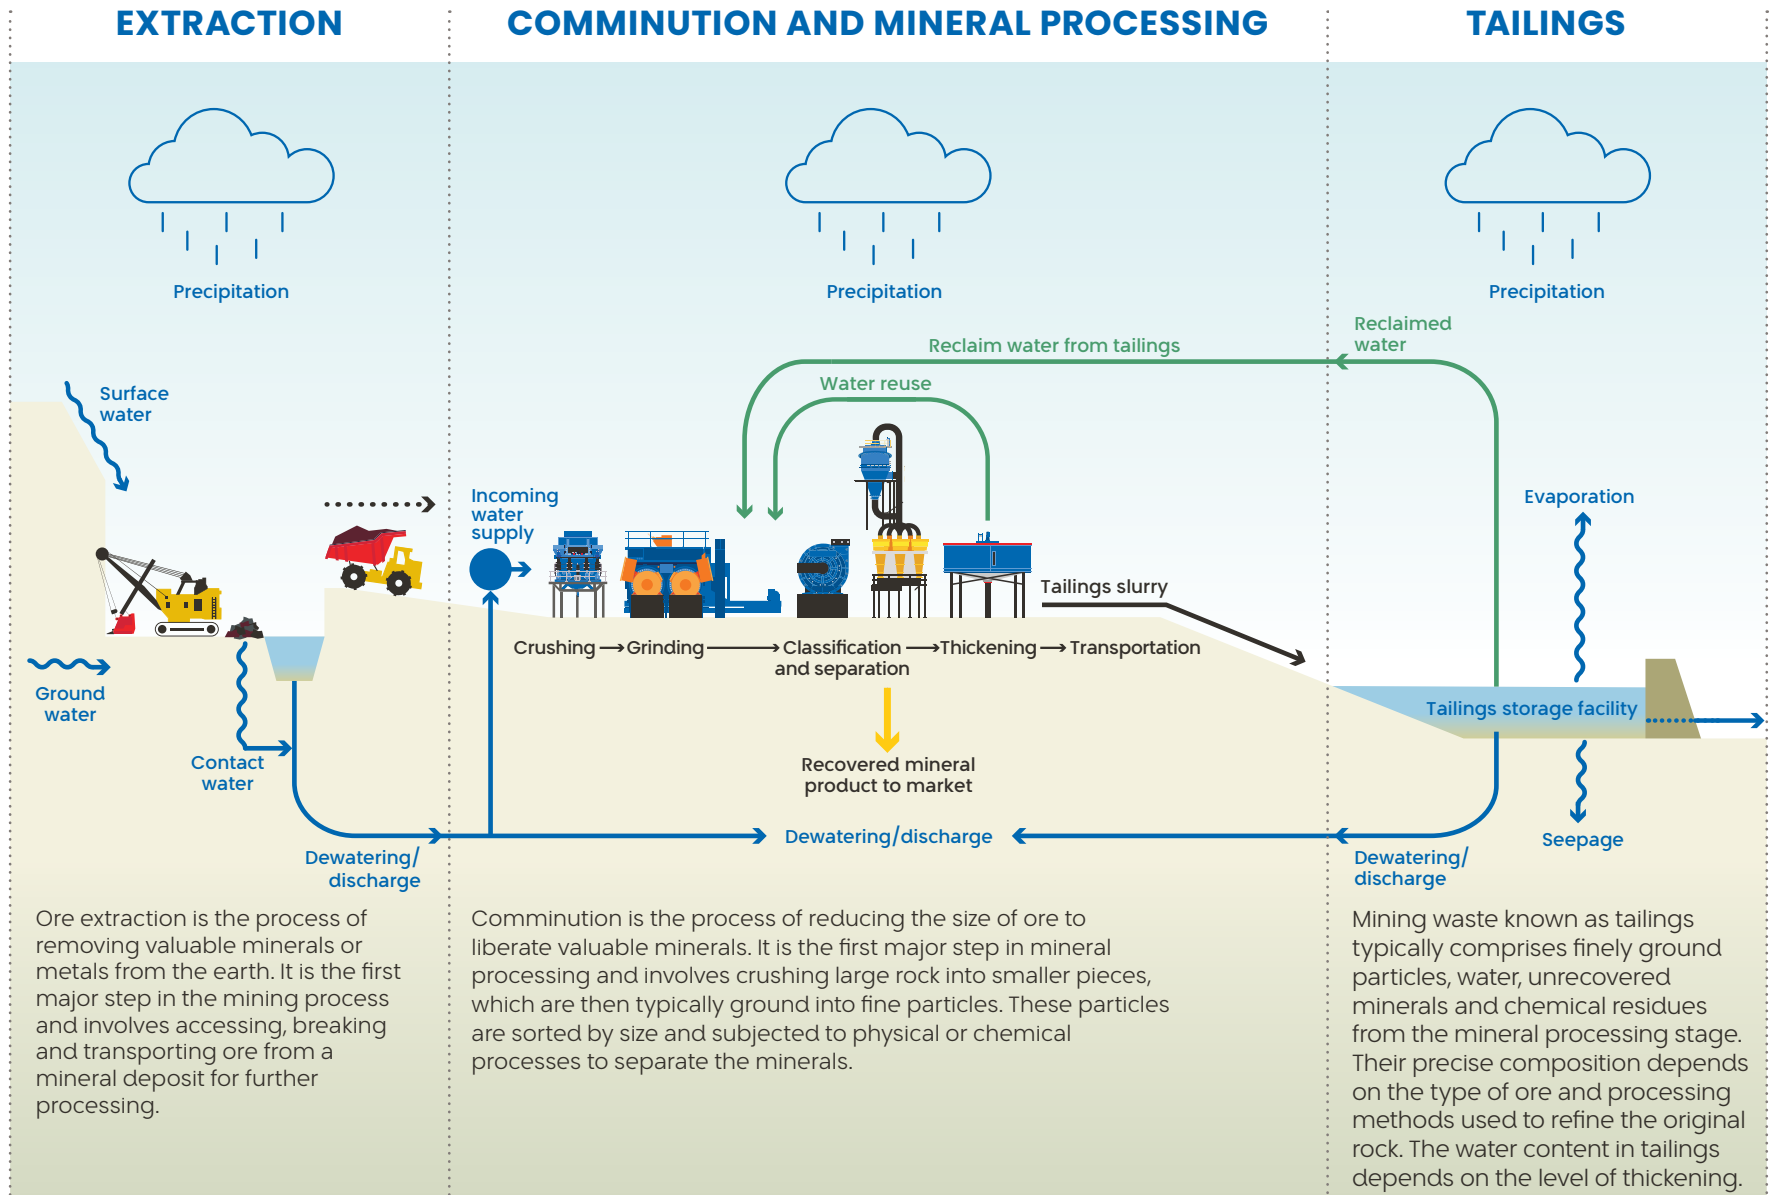 EXTRACTION
Precipitation
Surface
water
Ground
water
Contact
water
Dewatering/
discharge
Ore extraction is the process of
removing valuable minerals or
metals from the earth. It is the first
major step in the mining process
and involves accessing, breaking
and transporting ore from a
mineral deposit for further
processing.
COMMINUTION AND MINERAL PROCESSING
Precipitation
Reclaim water from tailings
Water reuse
Incoming
water
supply
Tailings slurry
Crushing
Grinding
Classification
and separation
Thickening
Transportation
Recovered mineral
product to market
Dewatering/discharge
Comminution is the process of reducing the size of ore to
liberate valuable minerals. It is the first major step in mineral
processing and involves crushing large rock into smaller pieces,
which are then typically ground into fine particles. These particles
are sorted by size and subjected to physical or chemical
processes to separate the minerals.
TAILINGS
Precipitation
Reclaimed
water
Evaporation
Tailings storage facility
Seepage
Dewatering/
discharge
Mining waste known as tailings
typically comprises finely ground
particles, water, unrecovered
minerals and chemical residues
from the mineral processing stage.
Their precise composition depends
on the type of ore and processing
methods used to refine the original
rock. The water content in tailings
depends on the level of thickening.